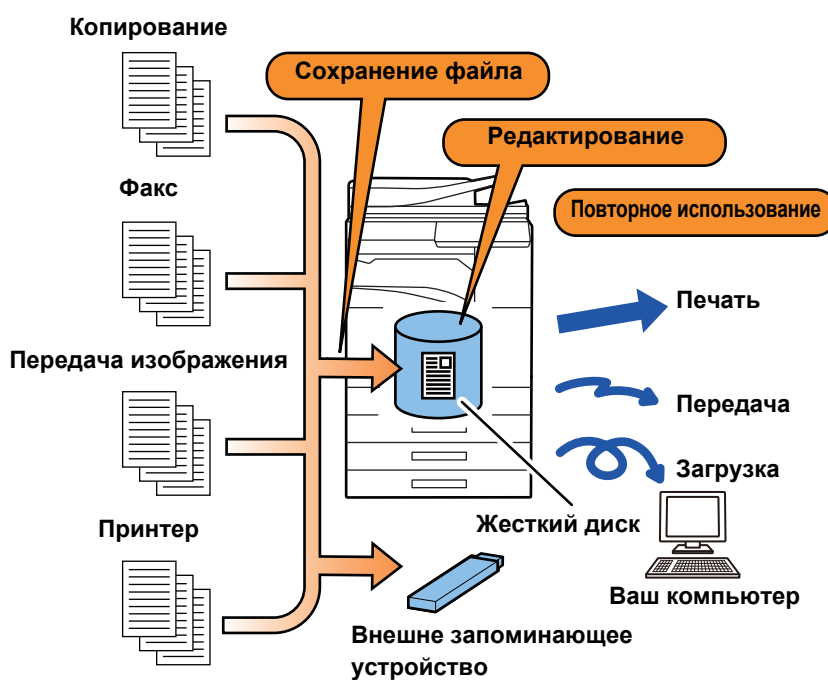 Копирование
Сохранение файла
Редактирование
Факс
Повторное использование
Печать
Передача изображения
Передача
Загрузка
Принтер
Жесткий диск
Ваш компьютер
Внешне запоминающее
устройство